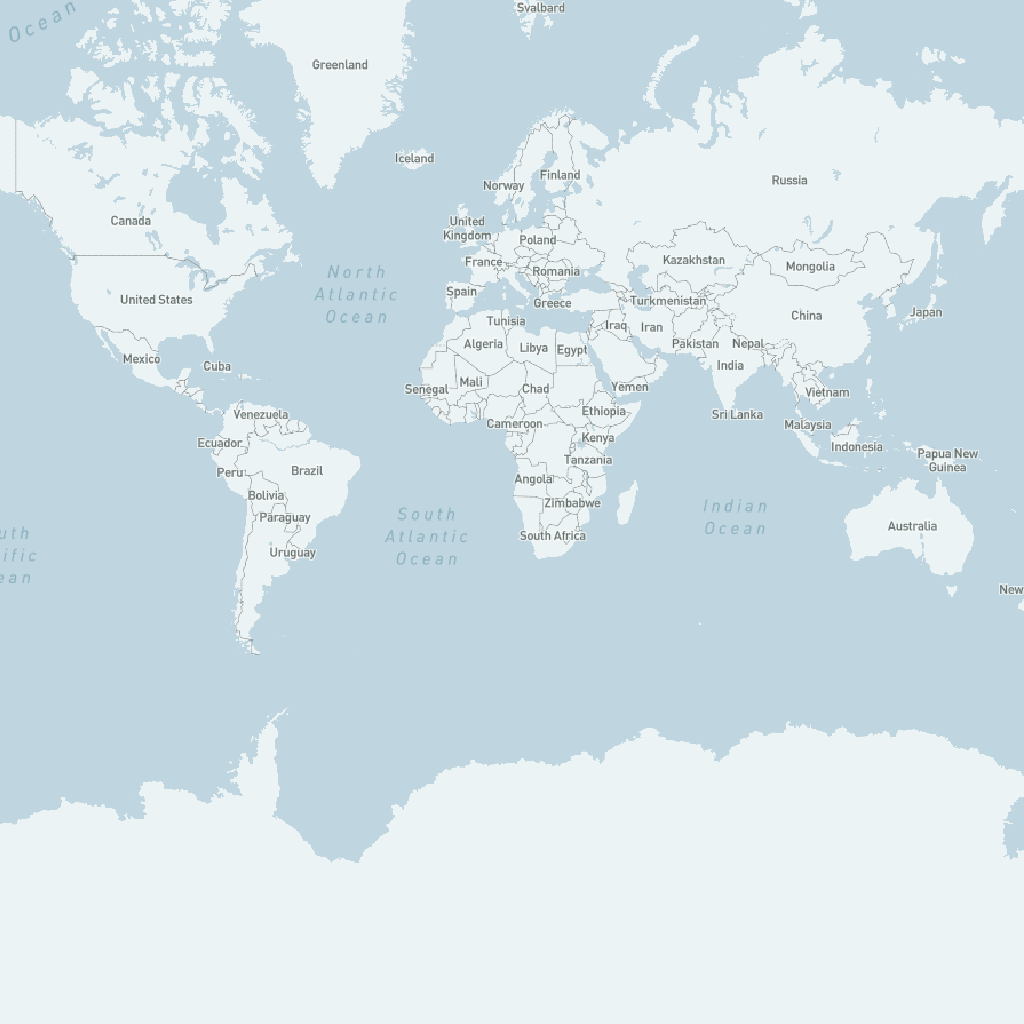 Svalbard
Ocean
Greenland
Iceland
Finland
Norway
Russia
Canada
United
Kingdom
Poland
France
Kazakhstan
Mongolia
Romania
North
Atlantic
Ocean
Spain
United States
Greece
Turkmenistan
Japan
China
Tunisia
Iraq
Iran
Algeria
Libya
Egypt
Pakistan
Nepal
Mexico
Cuba
India
Senegal
Mali
Chad
Yemen
Vietnam
Venezuela
Ethiopia
Sri Lanka
Cameroon
Malaysia
Ecuador
Kenya
Indonesia
Papua New
Guinea
Peru
Brazil
Tanzania
Angola
Bolivia
Zimbabwe
Indian
Ocean
South
Atlantic
Ocean
Paraguay
Australia
uth
ific
ean
South Africa
Uruguay
New